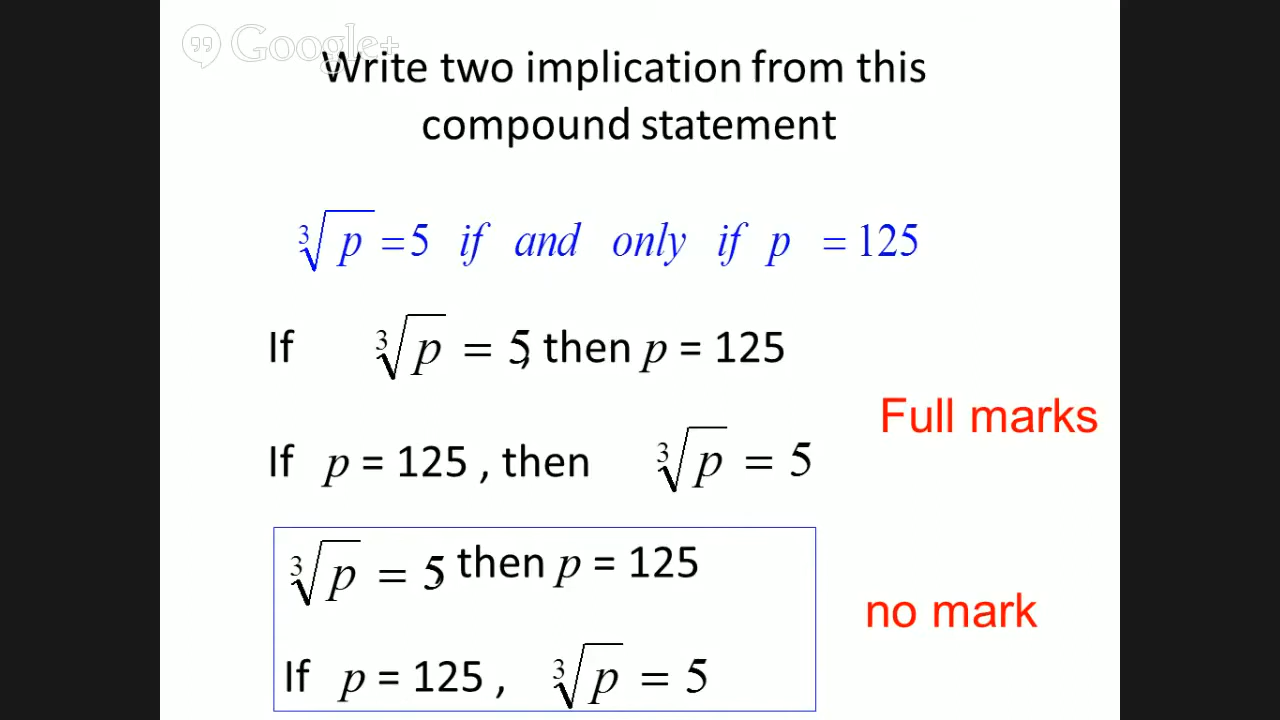 Google+
Write two implication from this
compound statement
∛p = 5 if and only if p = 125
If ∛p = 5, then p = 125
Full marks
If p = 125 , then ∛p = 5
∛p = 5, then p = 125
no mark
If p = 125 , ∛p = 5